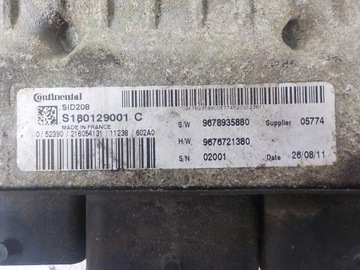 Continental
SID208
S180129001 C
MADE IN FRANCE
0/ 52390 / 216054131 / 11238 / 602A0
S/W 9678935880 Supplier 05774
H/W 9676721380
S/N 02001 Date 26/08/11